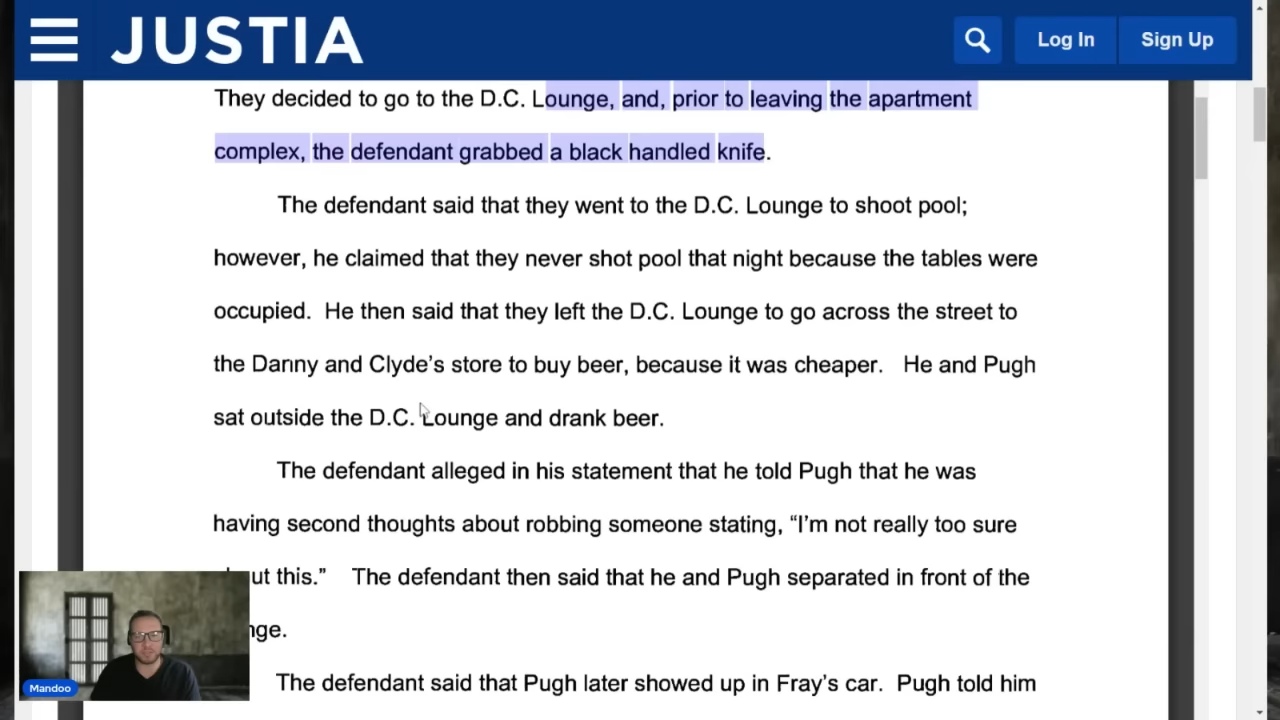 JUSTIA
Log In
Sign Up
They decided to go to the D.C. Lounge, and, prior to leaving the apartment
complex, the defendant grabbed a black handled knife.
The defendant said that they went to the D.C. Lounge to shoot pool;
however, he claimed that they never shot pool that night because the tables were
occupied. He then said that they left the D.C. Lounge to go across the street to
the Danny and Clyde's store to buy beer, because it was cheaper. He and Pugh
sat outside the D.C. Lounge and drank beer.
The defendant alleged in his statement that he told Pugh that he was
having second thoughts about robbing someone stating, “I'm not really too sure
ut this.” The defendant then said that he and Pugh separated in front of the
nge.
The defendant said that Pugh later showed up in Fray's car. Pugh told him
Mandoo